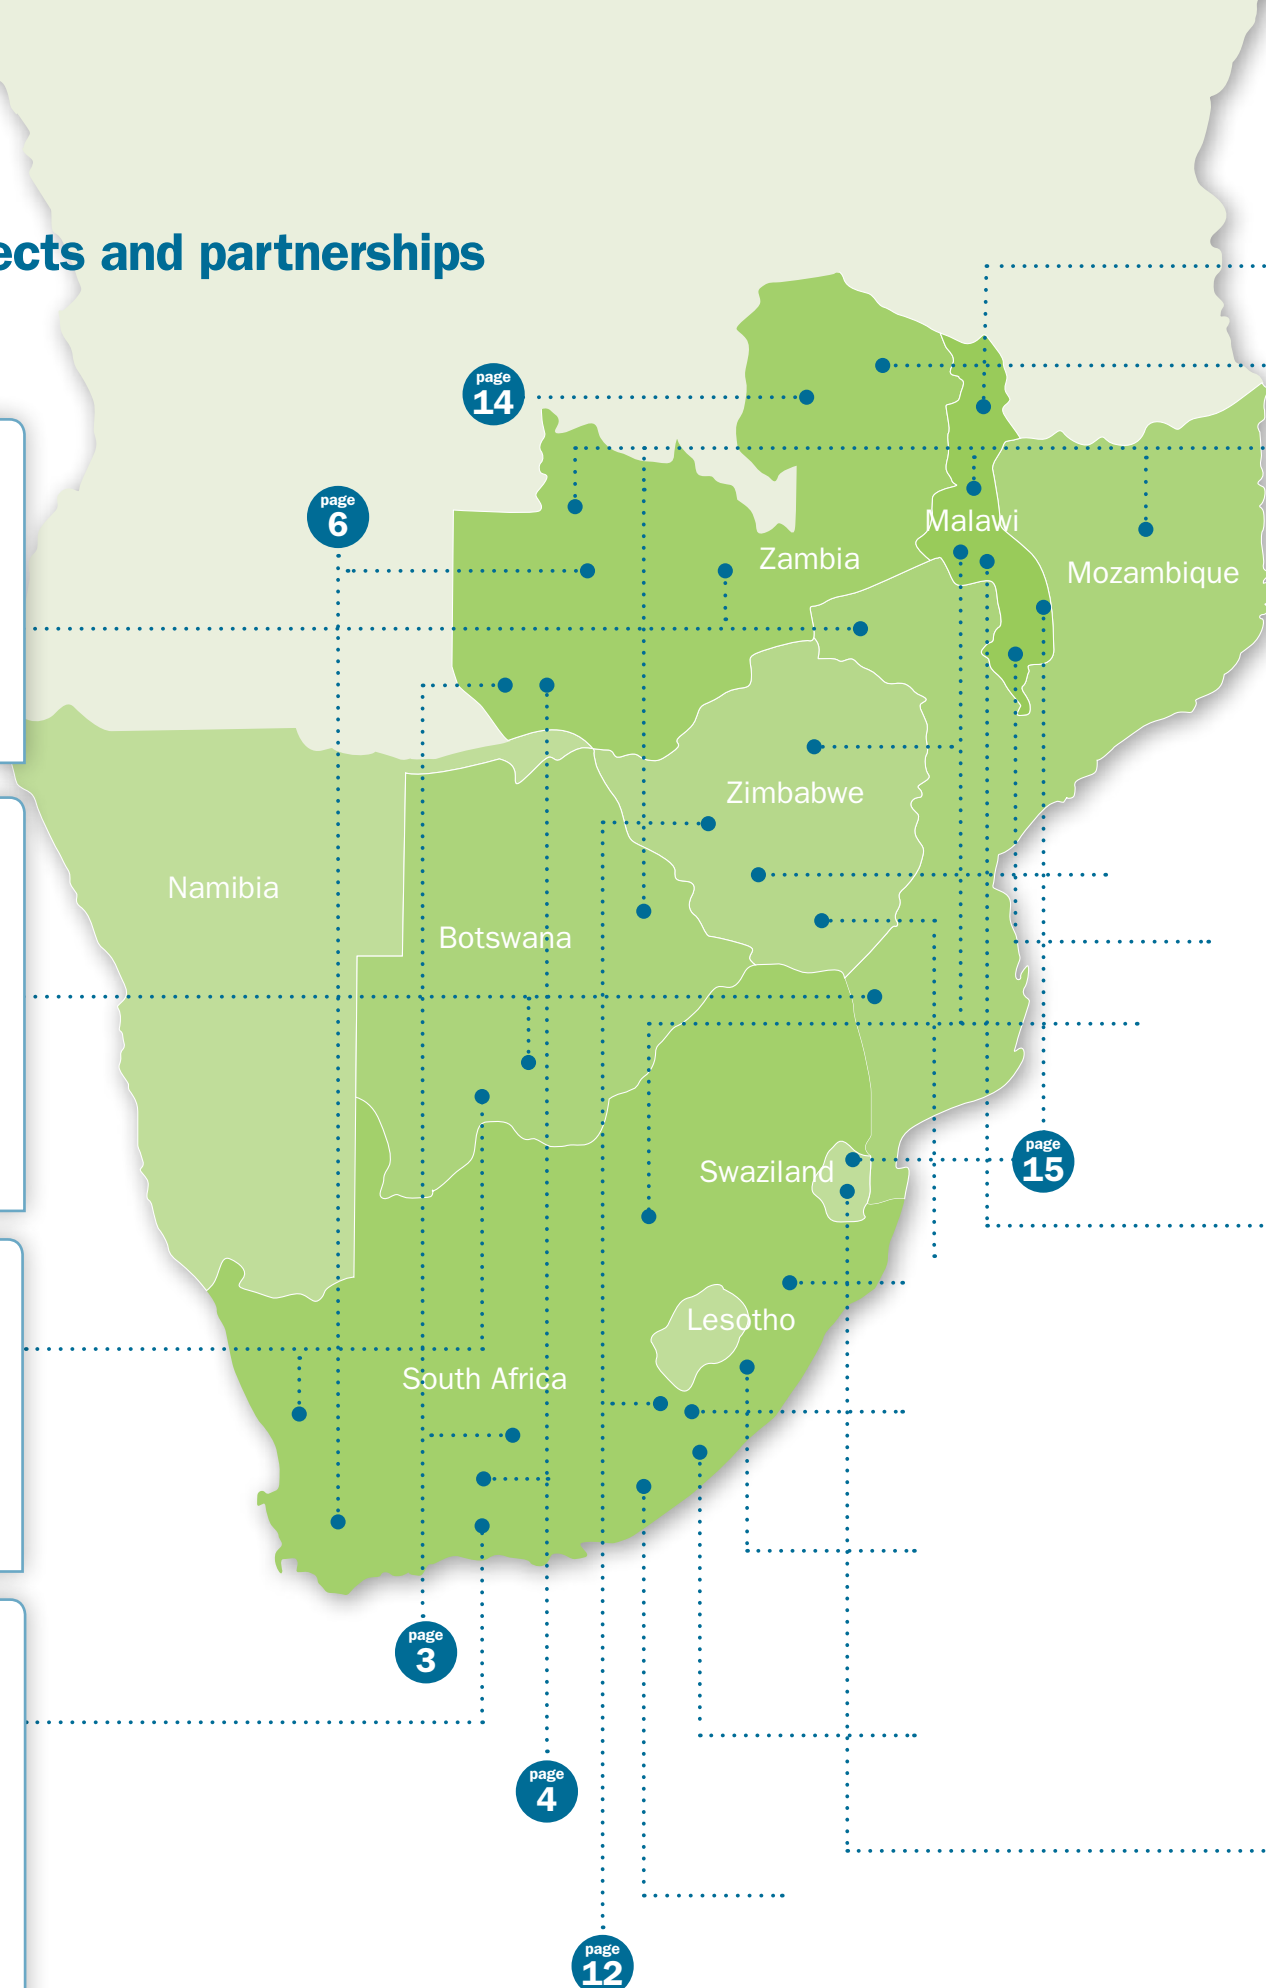 ects and partnerships
page
14
page
6
Malawi
Zambia
Mozambique
Zimbabwe
Namibia
Botswana
page
15
Swaziland
Lesotho
South Africa
page
3
page
4
page
12